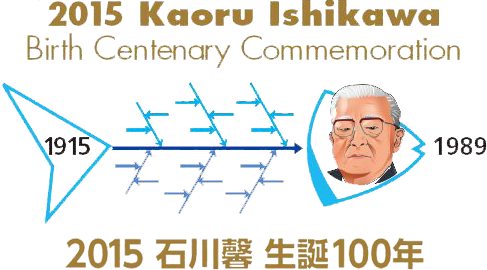 2015 Kaoru Ishikawa
Birth Centenary Commemoration
1915
1989
2015 石川馨 生誕100年